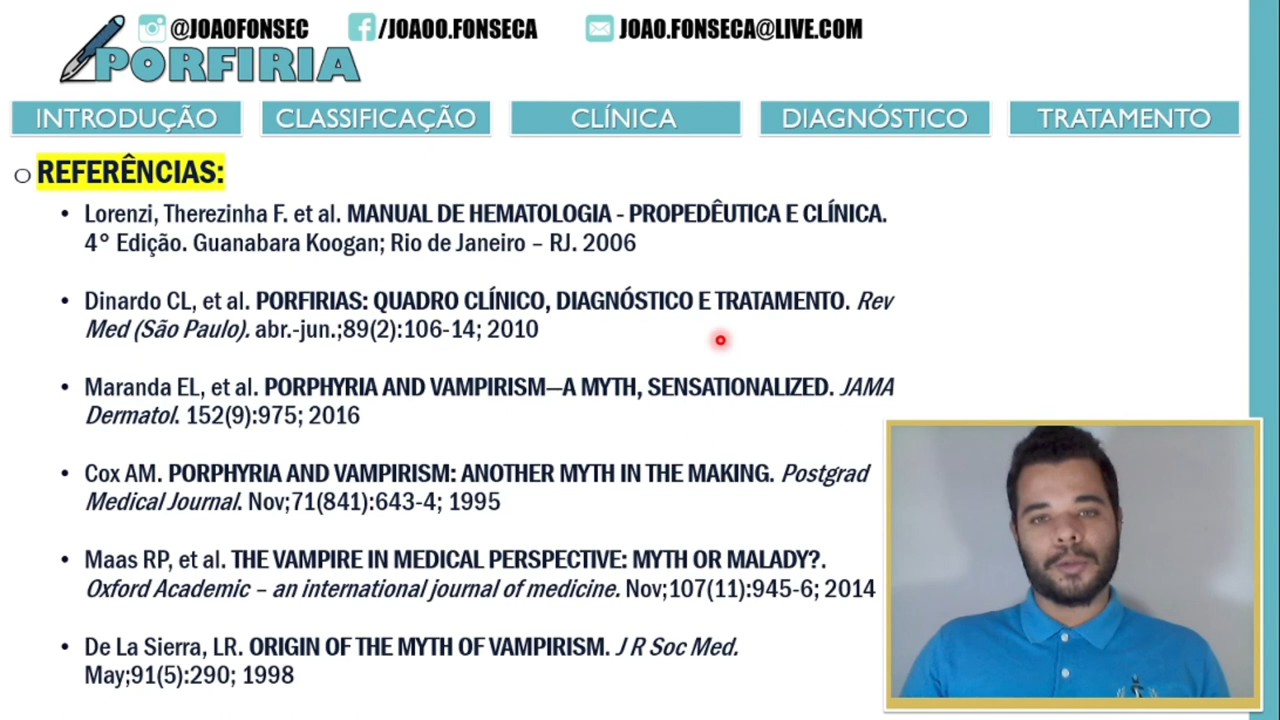 @JOAOFONSEC /JOAOO.FONSECA JOAO.FONSECA@LIVE.COM
PORFIRIA
INTRODUÇÃO CLASSIFICAÇÃO CLÍNICA DIAGNÓSTICO TRATAMENTO
REFERÊNCIAS:
• Lorenzi, Therezinha F. et al. MANUAL DE HEMATOLOGIA - PROPEDÊUTICA E CLÍNICA.
4° Edição. Guanabara Koogan; Rio de Janeiro – RJ. 2006
• Dinardo CL, et al. PORFIRIAS: QUADRO CLÍNICO, DIAGNÓSTICO E TRATAMENTO. Rev
Med (São Paulo). abr.-jun.;89(2):106-14; 2010
• Maranda EL, et al. PORPHYRIA AND VAMPIRISM—A MYTH, SENSATIONALIZED. JAMA
Dermatol. 152(9):975; 2016
• Cox AM. PORPHYRIA AND VAMPIRISM: ANOTHER MYTH IN THE MAKING. Postgrad
Medical Journal. Nov;71(841):643-4; 1995
• Maas RP, et al. THE VAMPIRE IN MEDICAL PERSPECTIVE: MYTH OR MALADY?.
Oxford Academic – an international journal of medicine. Nov;107(11):945-6; 2014
• De La Sierra, LR. ORIGIN OF THE MYTH OF VAMPIRISM. J R Soc Med.
May;91(5):290; 1998